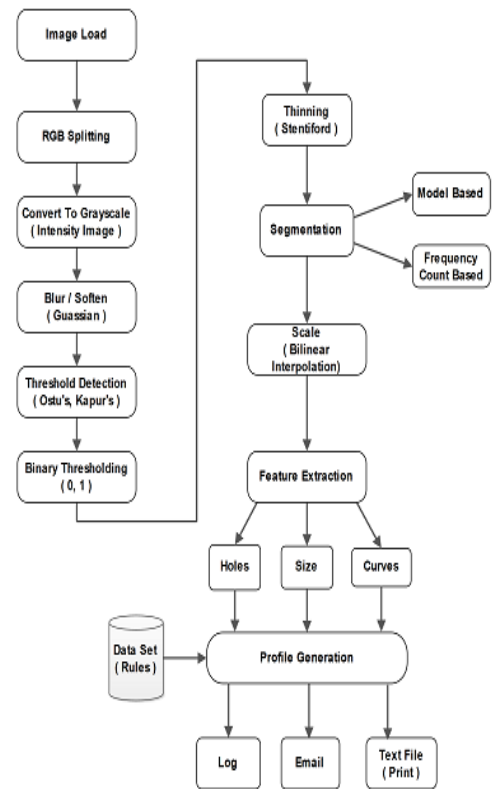 Image Load
RGB Splitting
Convert To Grayscale
( Intensity Image )
Blur / Soften
( Guassian )
Threshold Detection
( Ostu's, Kapur's )
Binary Thresholding
( 0, 1 )
Thinning
( Stentiford )
Segmentation
Model Based
Frequency
Count Based
Scale
( Bilinear
Interpolation)
Feature Extraction
Holes
Size
Curves
Data Set
( Rules )
Profile Generation
Log
Email
Text File
( Print )